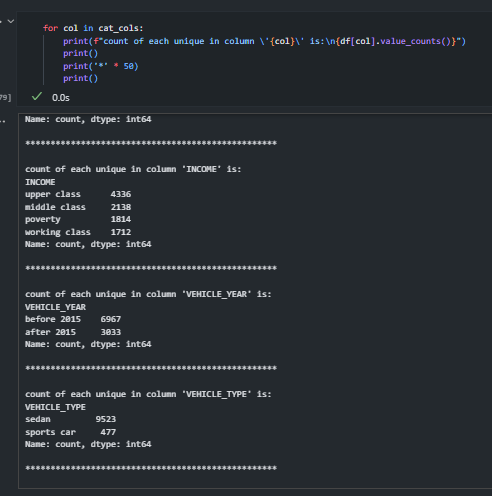 for col in cat_cols:
    print(f"count of each unique in column \'{col}\' is:\n{df[col].value_counts()}")
    print()
    print('*' * 50)
    print()
79]
✓ 0.0s
..
Name: count, dtype: int64
**************************************************
count of each unique in column 'INCOME' is:
INCOME
upper class      4336
middle class     2138
poverty          1814
working class    1712
Name: count, dtype: int64
**************************************************
count of each unique in column 'VEHICLE_YEAR' is:
VEHICLE_YEAR
before 2015    6967
after 2015     3033
Name: count, dtype: int64
**************************************************
count of each unique in column 'VEHICLE_TYPE' is:
VEHICLE_TYPE
sedan         9523
sports car     477
Name: count, dtype: int64
**************************************************